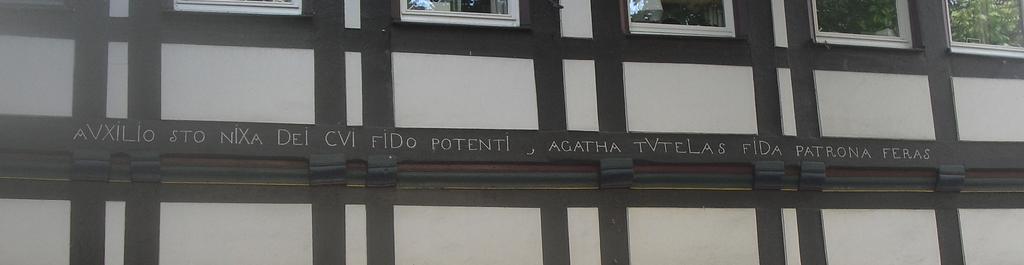 AVXILIO STO NIXA DEI CVI FIDO POTENTI , AGATHA TVTELAS FIDA PATRONA FERAS